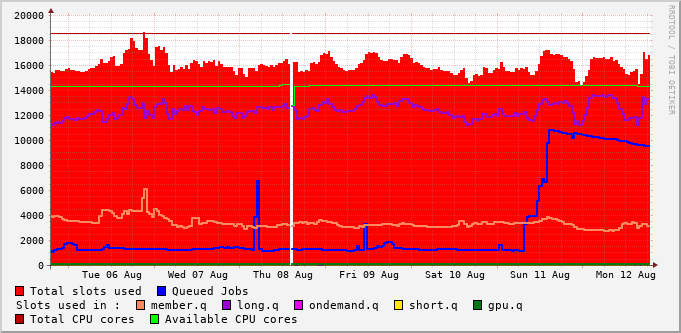 20000
18000
16000
14000
12000
10000
8000
6000
4000
2000
0
Tue 06 Aug Wed 07 Aug Thu 08 Aug Fri 09 Aug Sat 10 Aug Sun 11 Aug Mon 12 Aug
Total slots used Queued Jobs
Slots used in : member.q long.q ondemand.q short.q gpu.q
Total CPU cores Available CPU cores
RRDTOOL / TOBI OETIKER